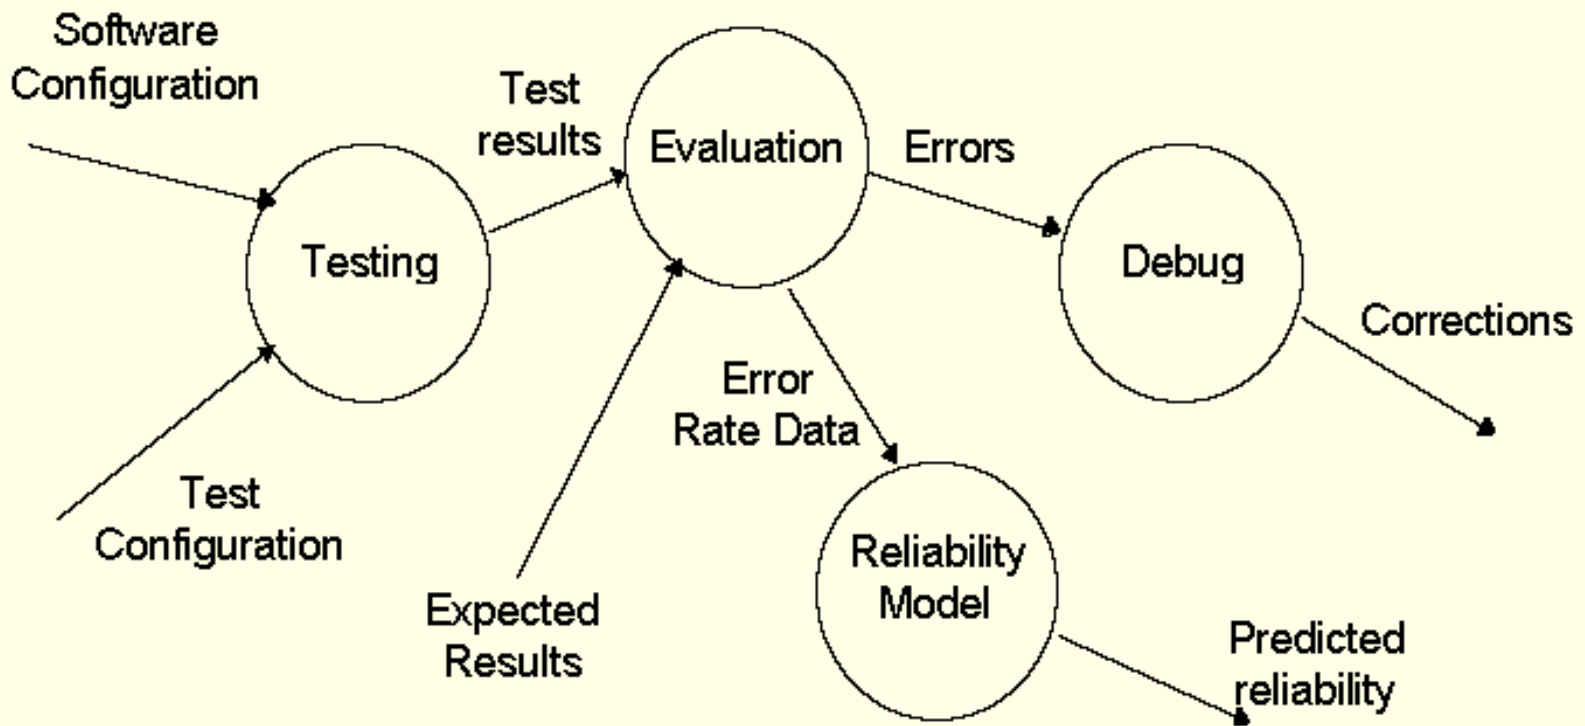 Software
Configuration
Test
results
Evaluation
Errors
Testing
Debug
Corrections
Error
Rate Data
Test
Configuration
Expected
Results
Reliability
Model
Predicted
reliability